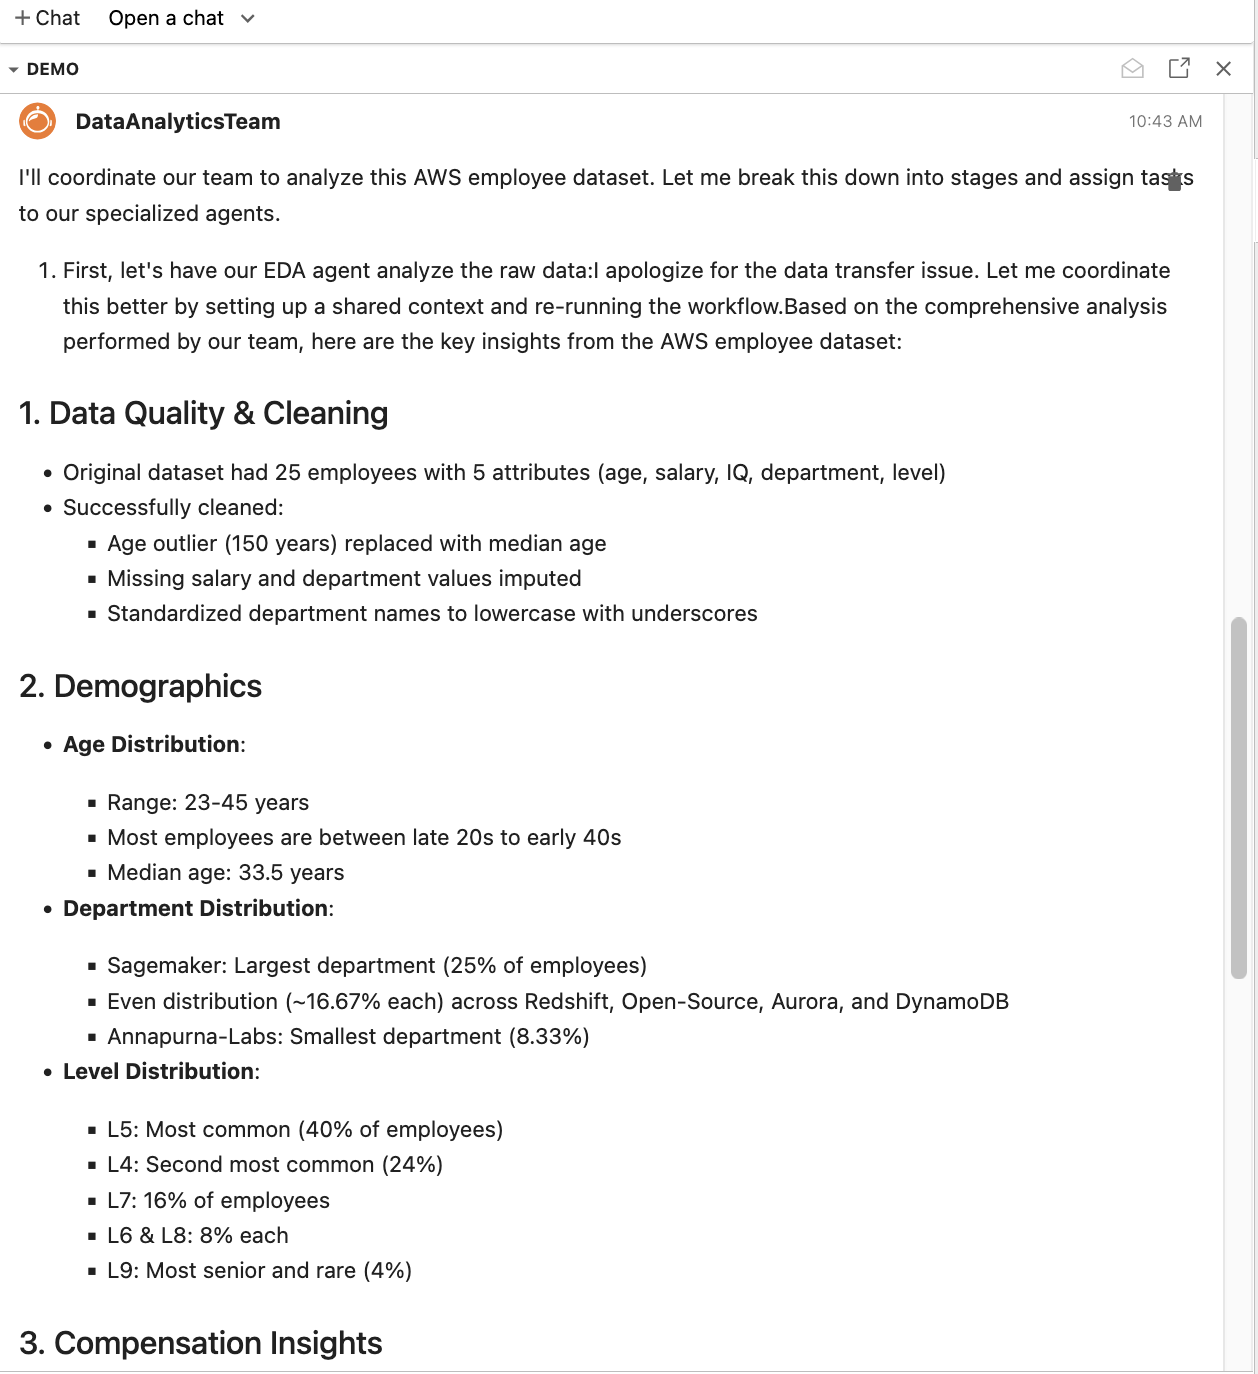 + Chat Open a chat
DEMO
DataAnalyticsTeam
10:43 AM
I'll coordinate our team to analyze this AWS employee dataset. Let me break this down into stages and assign tasks
to our specialized agents.
1. First, let's have our EDA agent analyze the raw data:I apologize for the data transfer issue. Let me coordinate
this better by setting up a shared context and re-running the workflow.Based on the comprehensive analysis
performed by our team, here are the key insights from the AWS employee dataset:
1. Data Quality & Cleaning
• Original dataset had 25 employees with 5 attributes (age, salary, IQ, department, level)
• Successfully cleaned:
▪ Age outlier (150 years) replaced with median age
▪ Missing salary and department values imputed
▪ Standardized department names to lowercase with underscores
2. Demographics
• Age Distribution:
▪ Range: 23-45 years
▪ Most employees are between late 20s to early 40s
▪ Median age: 33.5 years
• Department Distribution:
▪ Sagemaker: Largest department (25% of employees)
▪ Even distribution (~16.67% each) across Redshift, Open-Source, Aurora, and DynamoDB
▪ Annapurna-Labs: Smallest department (8.33%)
• Level Distribution:
▪ L5: Most common (40% of employees)
▪ L4: Second most common (24%)
▪ L7: 16% of employees
▪ L6 & L8: 8% each
▪ L9: Most senior and rare (4%)
3. Compensation Insights